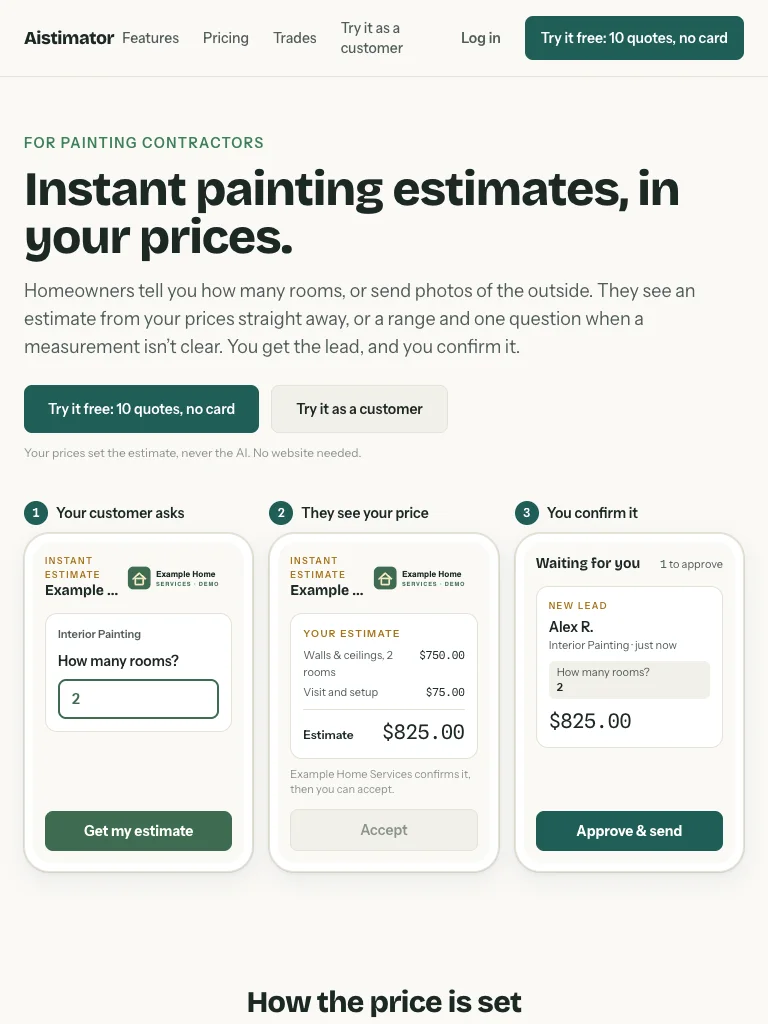 Aistimator
Features
Pricing
Trades
Try it as a
customer
Log in
Try it free: 10 quotes, no card
FOR PAINTING CONTRACTORS
Instant painting estimates, in
your prices.
Homeowners tell you how many rooms, or send photos of the outside. They see an
estimate from your prices straight away, or a range and one question when a
measurement isn’t clear. You get the lead, and you confirm it.
Try it free: 10 quotes, no card
Try it as a customer
Your prices set the estimate, never the AI. No website needed.
1 Your customer asks
INSTANT
ESTIMATE
Example ...
Example Home
SERVICES · DEMO
Interior Painting
How many rooms?
2
Get my estimate
2 They see your price
INSTANT
ESTIMATE
Example ...
Example Home
SERVICES · DEMO
YOUR ESTIMATE
Walls & ceilings, 2 $750.00
rooms
Visit and setup $75.00
Estimate $825.00
Example Home Services confirms it,
then you can accept.
Accept
3 You confirm it
Waiting for you 1 to approve
NEW LEAD
Alex R.
Interior Painting · just now
How many rooms?
2
$825.00
Approve & send
How the price is set